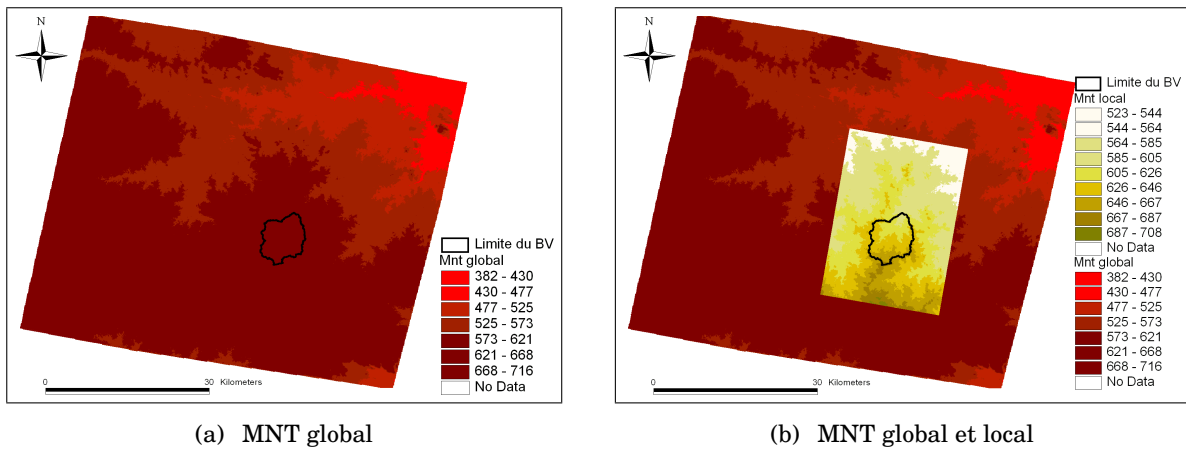 N
Limite du BV
Mnt global
382 - 430
430 - 477
477 - 525
525 - 573
573 - 621
621 - 668
668 - 716
No Data
0 30 Kilometers
(a) MNT global
N
Limite du BV
Mnt local
523 - 544
544 - 564
564 - 585
585 - 605
605 - 626
626 - 646
646 - 667
667 - 687
687 - 708
No Data
Mnt global
382 - 430
430 - 477
477 - 525
525 - 573
573 - 621
621 - 668
668 - 716
No Data
0 30 Kilometers
(b) MNT global et local